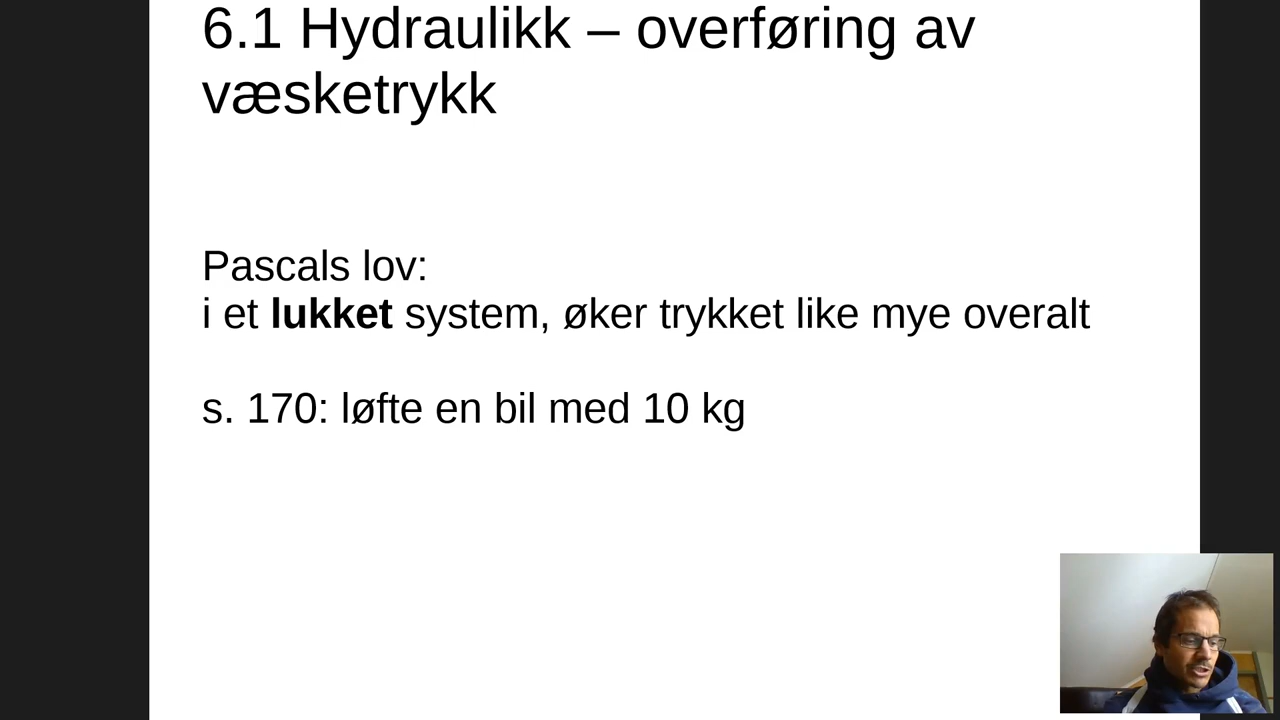 6.1 Hydraulikk – overføring av
væsketrykk
Pascals lov:
i et lukket system, øker trykket like mye overalt
s. 170: løfte en bil med 10 kg